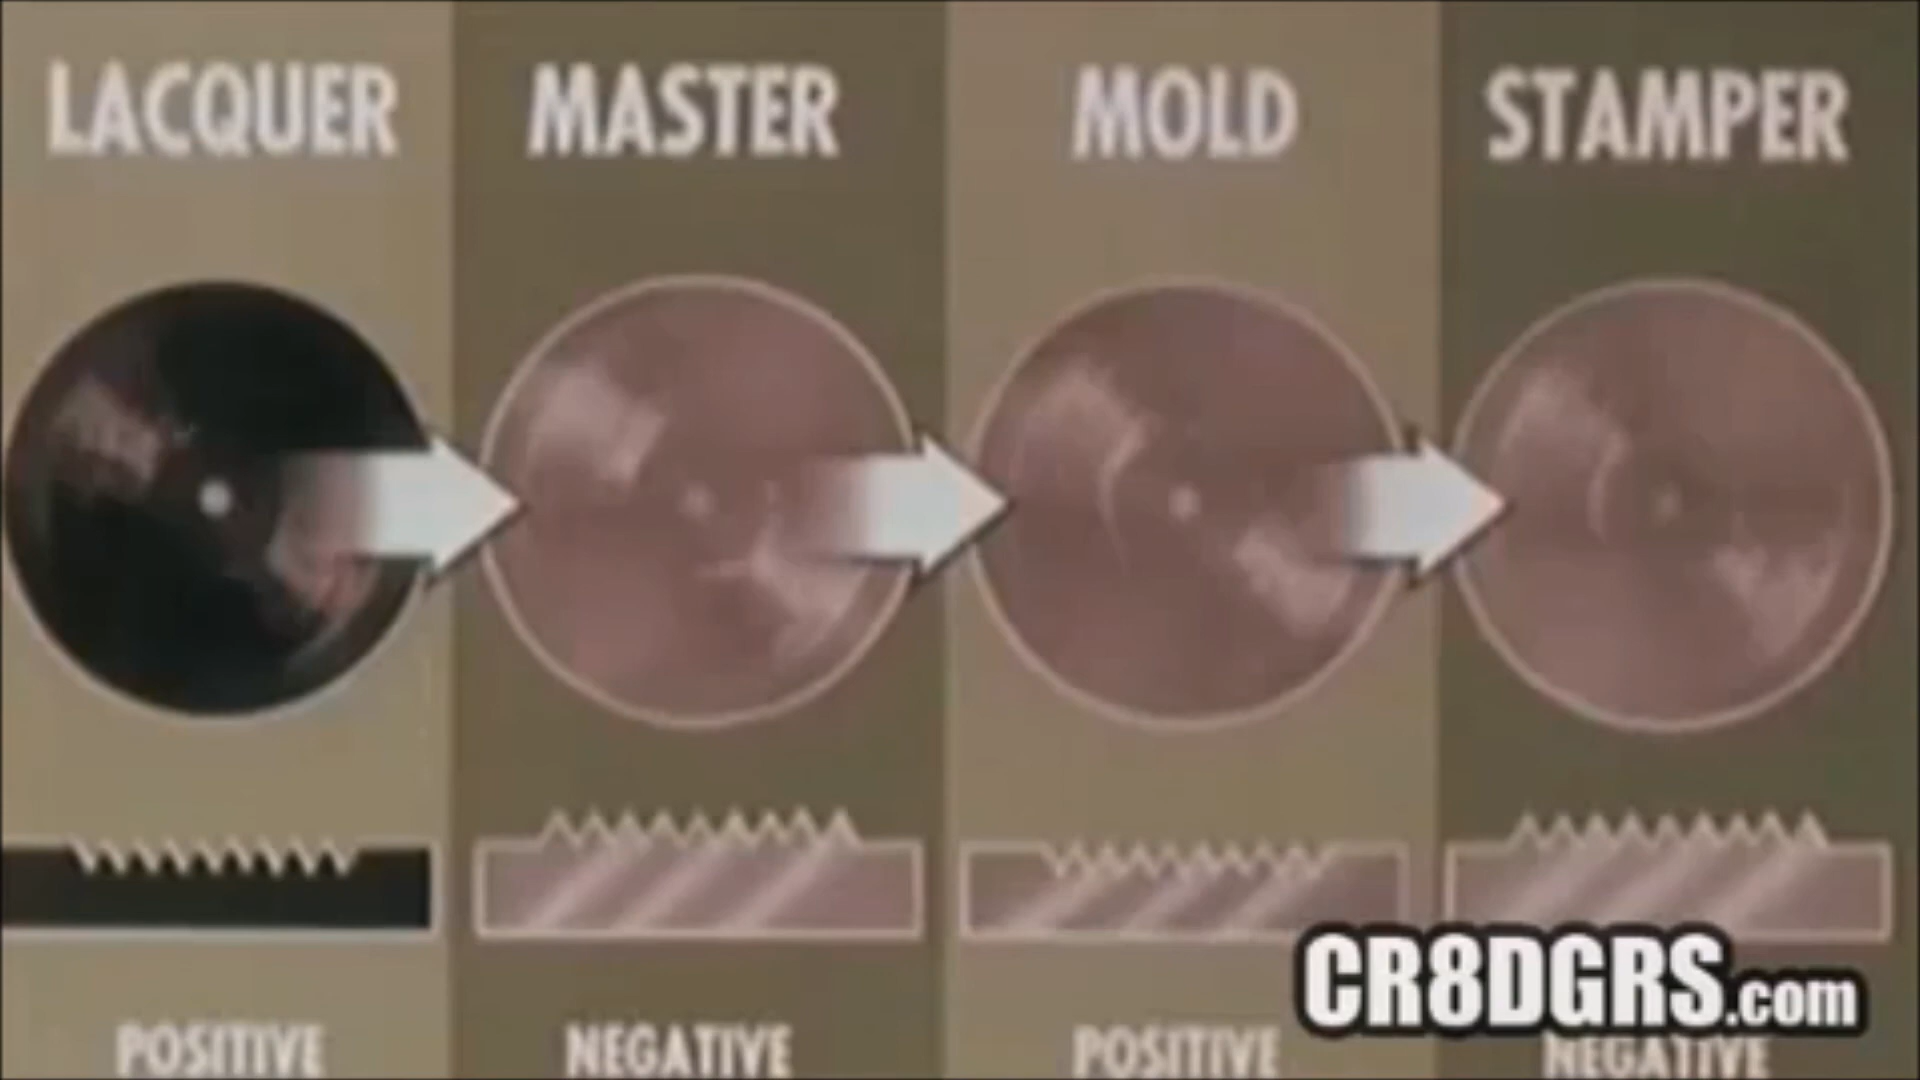 LACQUER MASTER MOLD STAMPER
CR8DGRS.com
POSITIVE NEGATIVE POSITIVE NEGATIVE